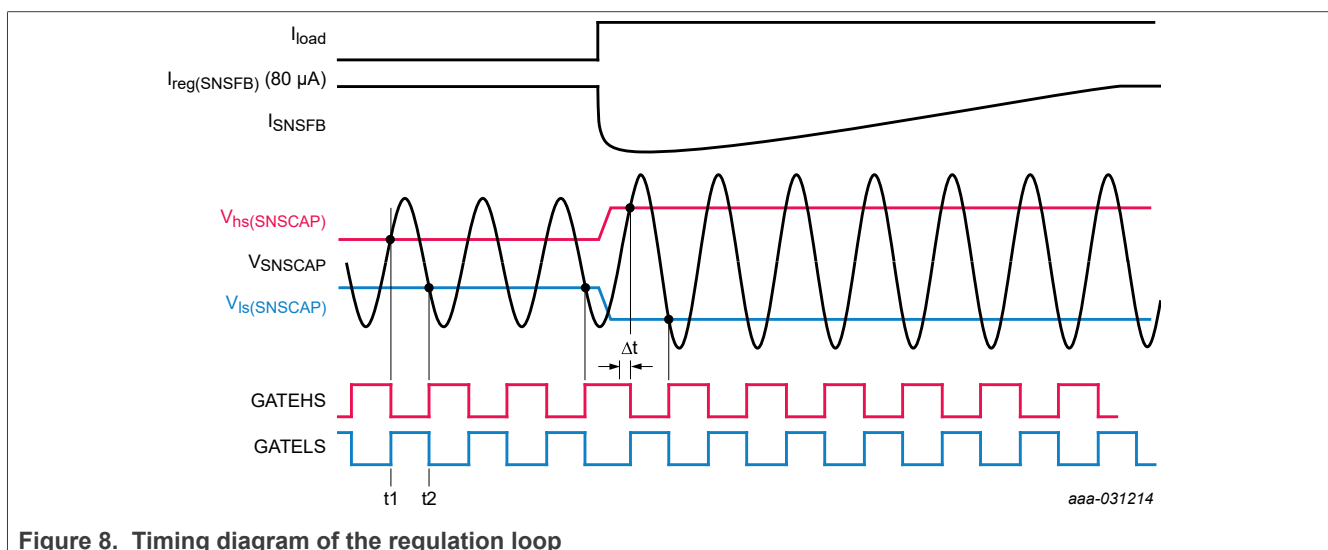 Iload
Ireg(SNSFB) (80 µA)
ISNSFB
Vhs(SNSCAP)
VSNSCAP
Vls(SNSCAP)
Δt
GATEHS
GATELS
t1 t2
aaa-031214
Figure 8. Timing diagram of the regulation loop